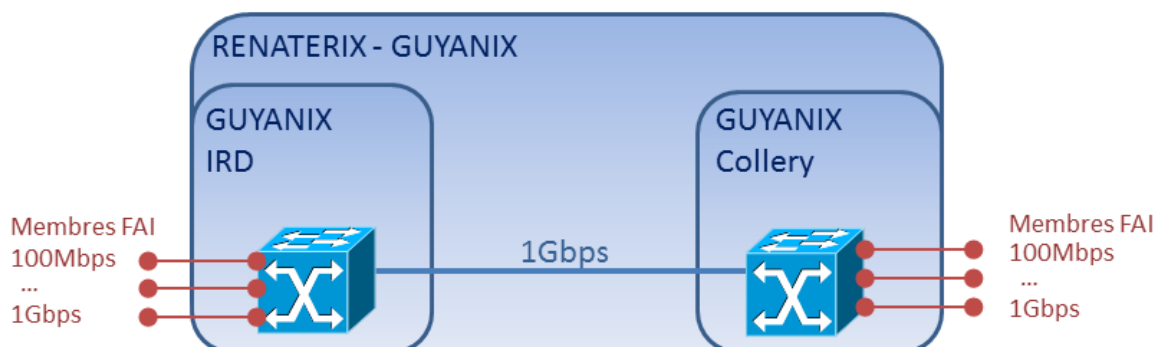 RENATERIX - GUYANIX
GUYANIX
IRD
GUYANIX
Collery
Membres FAI
100Mbps
...
1Gbps
1Gbps
Membres FAI
100Mbps
...
1Gbps